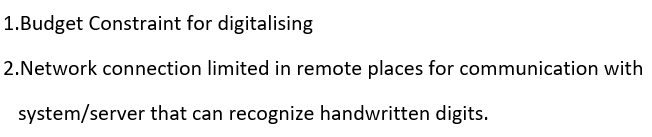 1.Budget Constraint for digitalising
2.Network connection limited in remote places for communication with
system/server that can recognize handwritten digits.